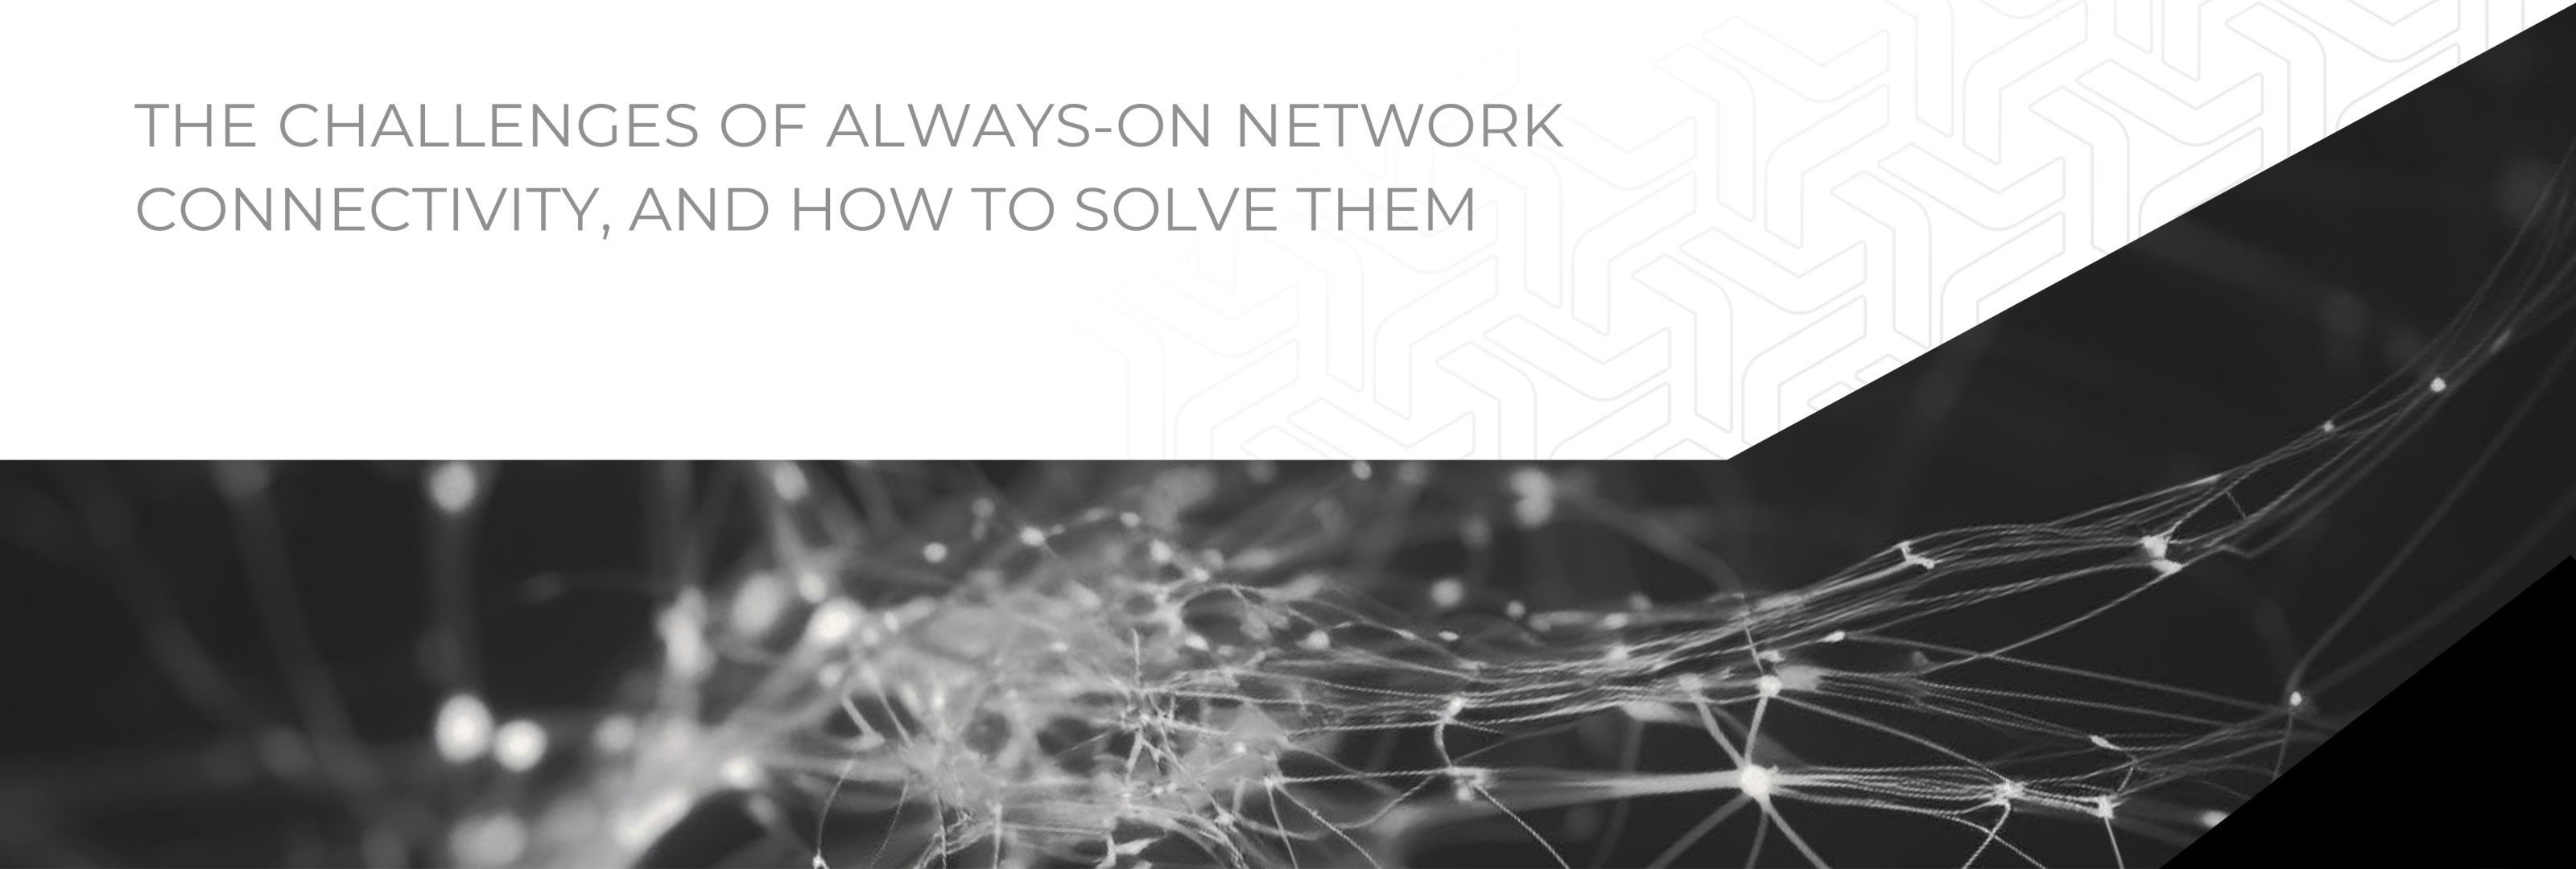 THE CHALLENGES OF ALWAYS-ON NETWORK
CONNECTIVITY, AND HOW TO SOLVE THEM